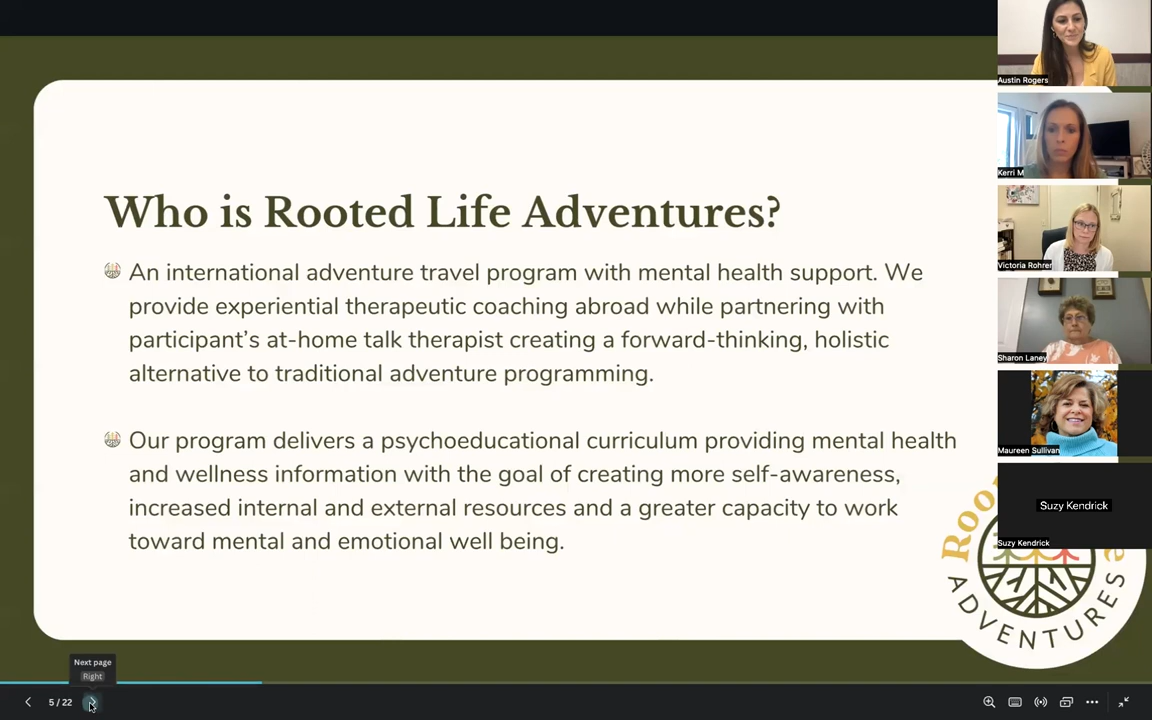 Who is Rooted Life Adventures?
An international adventure travel program with mental health support. We
provide experiential therapeutic coaching abroad while partnering with
participant's at-home talk therapist creating a forward-thinking, holistic
alternative to traditional adventure programming.
Our program delivers a psychoeducational curriculum providing mental health
and wellness information with the goal of creating more self-awareness,
increased internal and external resources and a greater capacity to work
toward mental and emotional well being.
Austin Rogers
Kerri M
Victoria Rohrer
Sharon Laney
Maureen Sullivan
Suzy Kendrick
Suzy Kendrick
ADVENTURES
Next page
Right
5 / 22